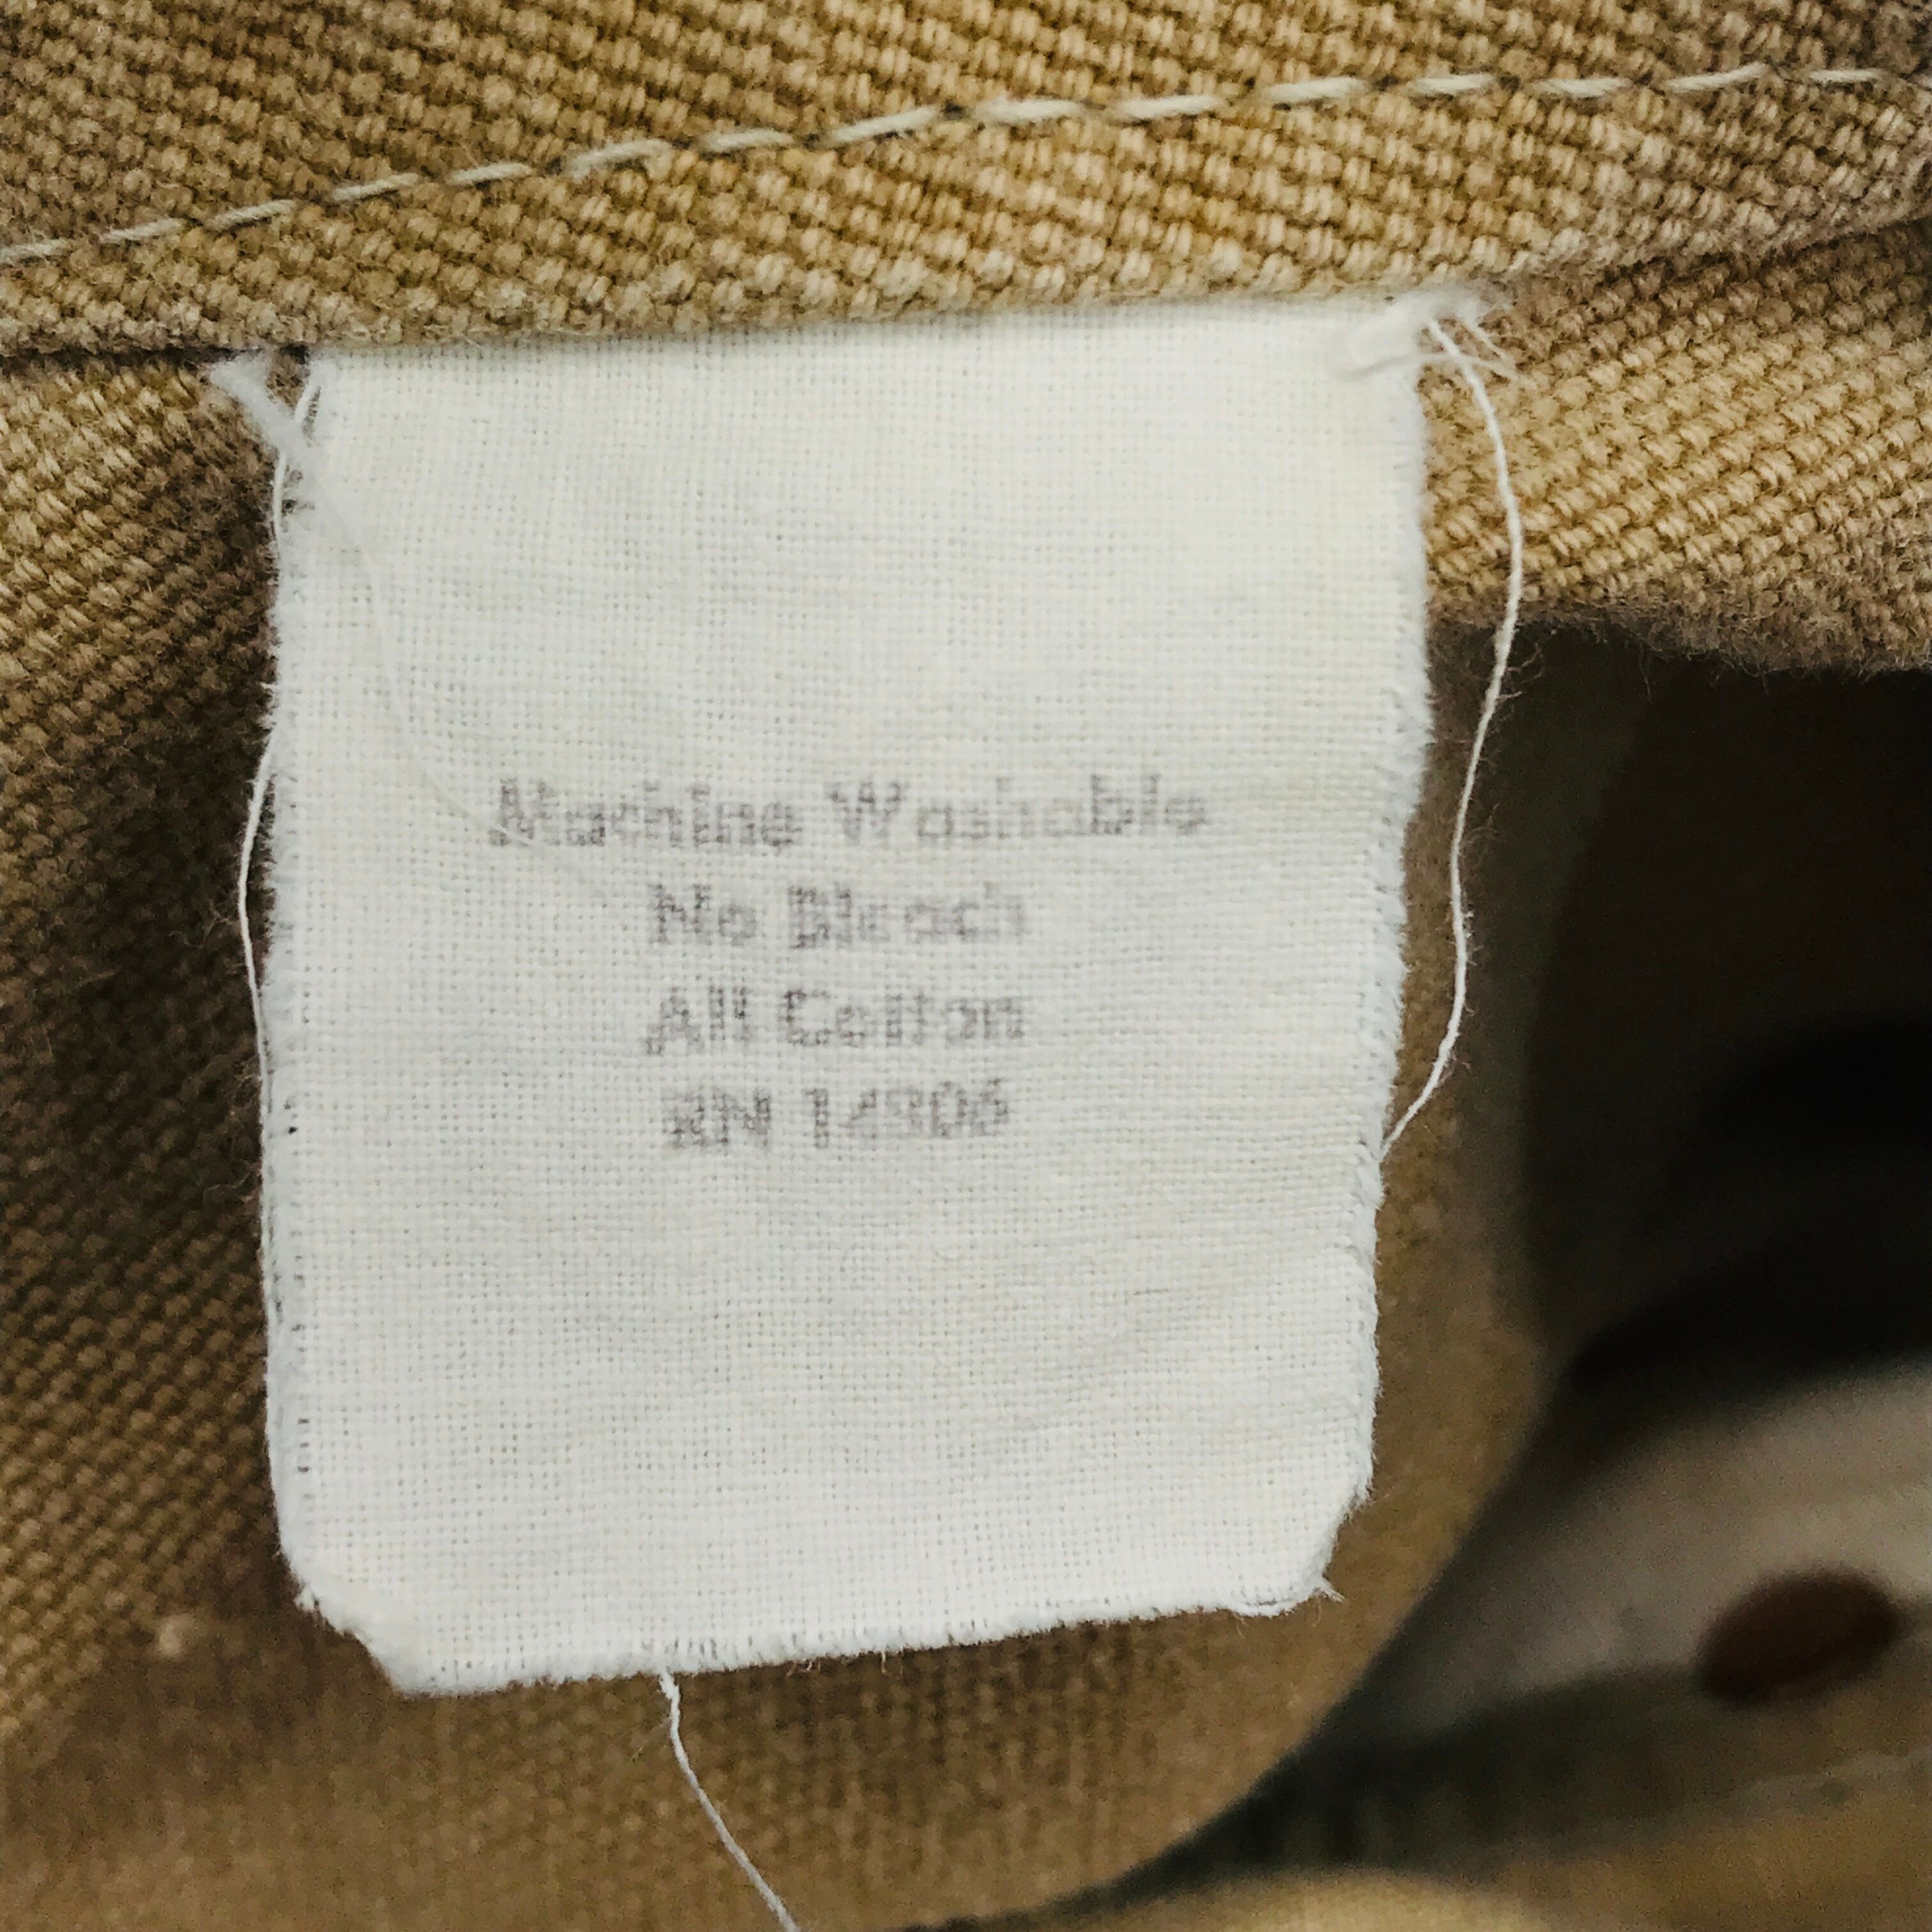 Machine Washable
No Bleach
All Cotton
RN 14806